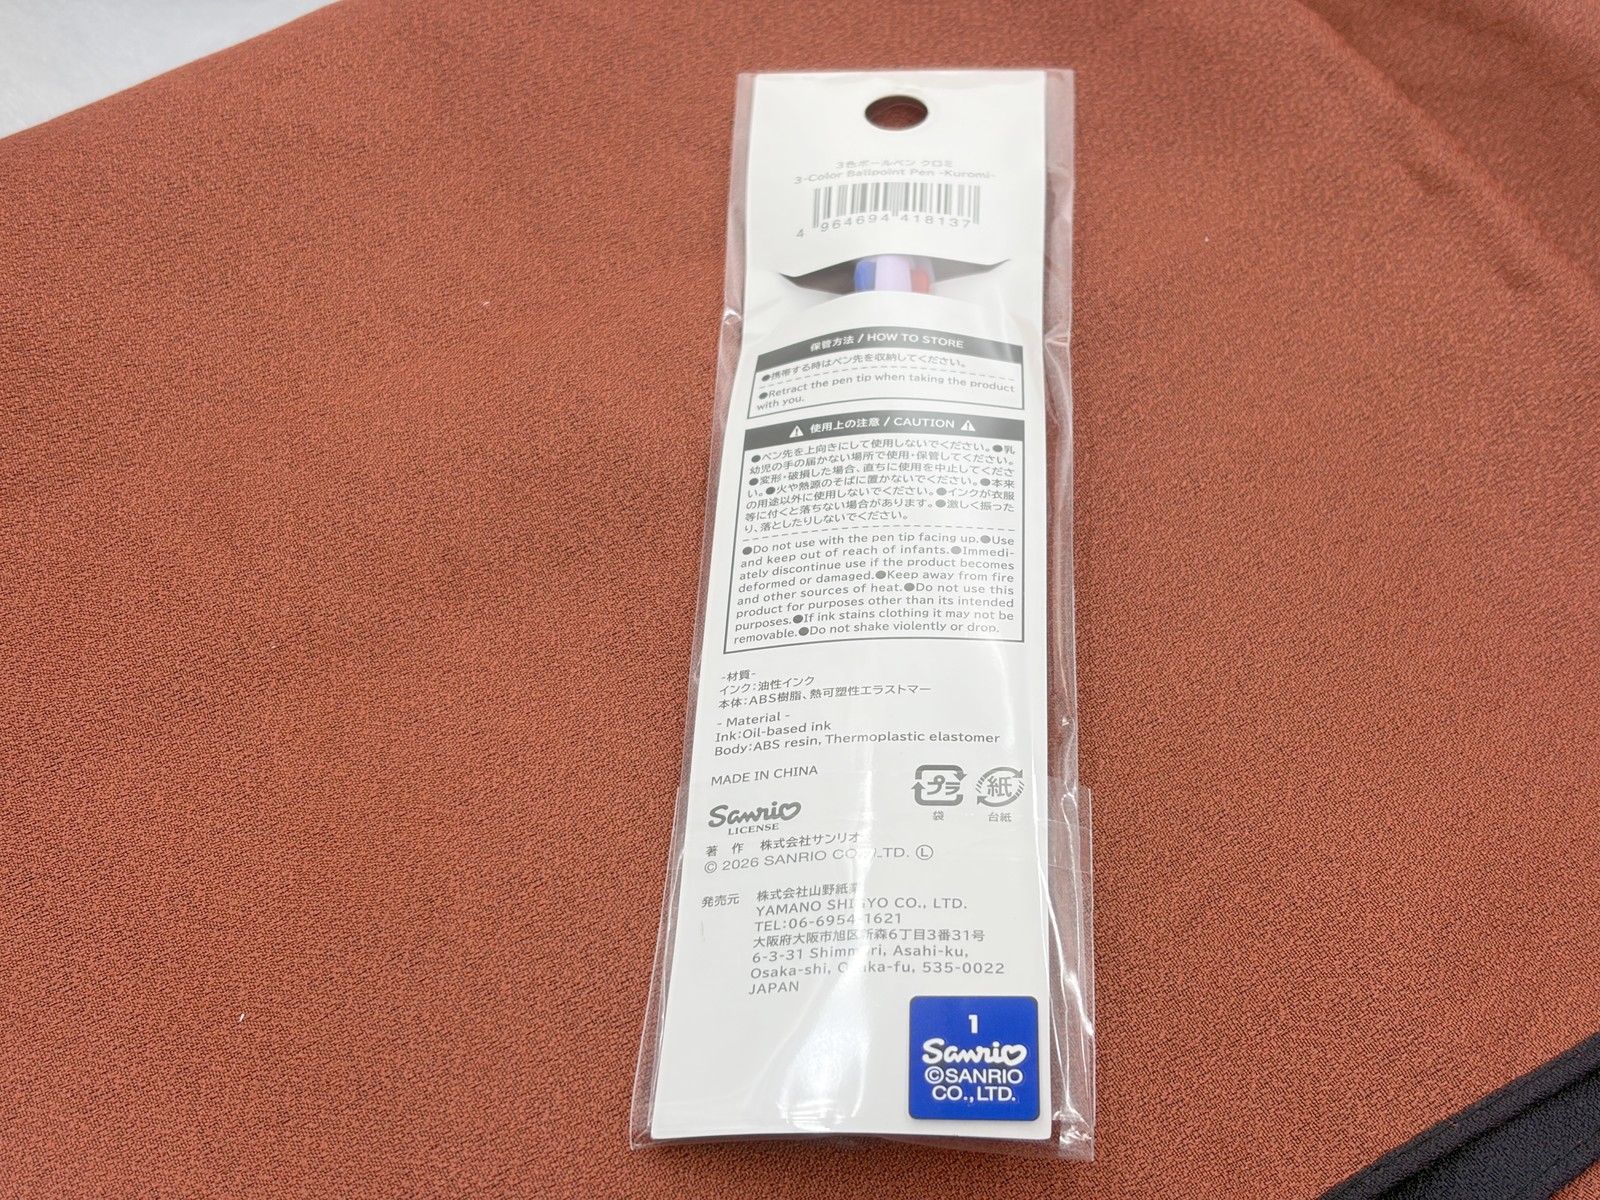 3色ボールペン クロミ
3-Color Ballpoint Pen -Kuromi-
4 964694 418137
保管方法 / HOW TO STORE
●携帯する時はペン先を収納してください。
●Retract the pen tip when taking the product
with you.
⚠ 使用上の注意 / CAUTION ⚠
●ペン先を上向きにして使用しないでください。●乳
幼児の手の届かない場所で使用・保管してください。
●変形・破損した場合、直ちに使用を中止してくださ
い。●火や熱源のそばに置かないでください。●本来
の用途以外に使用しないでください。●インクが衣服
等に付くと落ちない場合があります。●激しく振った
り、落としたりしないでください。
●Do not use with the pen tip facing up.●Use
and keep out of reach of infants.●Immedi-
ately discontinue use if the product becomes
deformed or damaged.●Keep away from fire
and other sources of heat.●Do not use this
product for purposes other than its intended
purposes.●If ink stains clothing it may not be
removable.●Do not shake violently or drop.
-材質-
インク:油性インク
本体:ABS樹脂、熱可塑性エラストマー
- Material -
Ink:Oil-based ink
Body:ABS resin, Thermoplastic elastomer
MADE IN CHINA
プラ 紙
袋 台紙
Sanrio
LICENSE
著 作 株式会社サンリオ
© 2026 SANRIO CO., LTD. Ⓛ
発売元 株式会社山野紙業
YAMANO SHIGYO CO., LTD.
TEL:06-6954-1621
大阪府大阪市旭区新森6丁目3番31号
6-3-31 Shinmori, Asahi-ku,
Osaka-shi, Osaka-fu, 535-0022
JAPAN
1
Sanrio
©SANRIO
CO.,LTD.